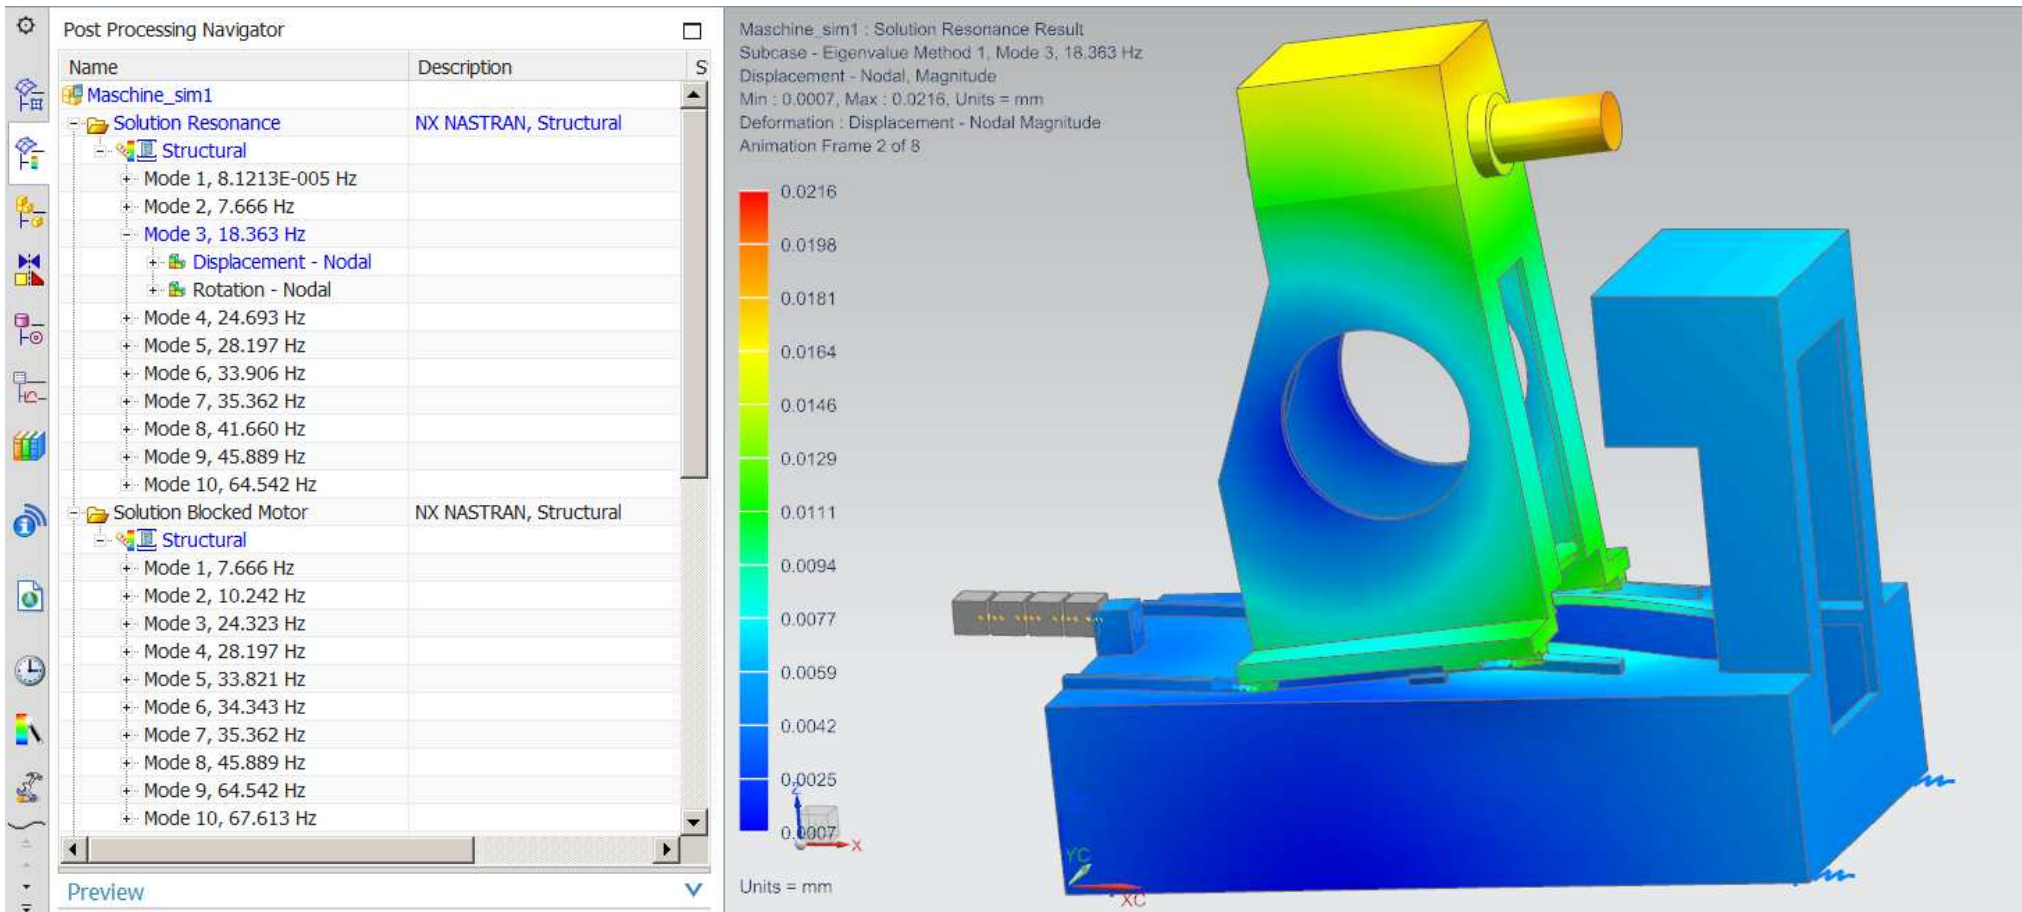 Post Processing Navigator
Name Description S
Maschine_sim1
Solution Resonance NX NASTRAN, Structural
Structural
Mode 1, 8.1213E-005 Hz
Mode 2, 7.666 Hz
Mode 3, 18.363 Hz
Displacement - Nodal
Rotation - Nodal
Mode 4, 24.693 Hz
Mode 5, 28.197 Hz
Mode 6, 33.906 Hz
Mode 7, 35.362 Hz
Mode 8, 41.660 Hz
Mode 9, 45.889 Hz
Mode 10, 64.542 Hz
Solution Blocked Motor NX NASTRAN, Structural
Structural
Mode 1, 7.666 Hz
Mode 2, 10.242 Hz
Mode 3, 24.323 Hz
Mode 4, 28.197 Hz
Mode 5, 33.821 Hz
Mode 6, 34.343 Hz
Mode 7, 35.362 Hz
Mode 8, 45.889 Hz
Mode 9, 64.542 Hz
Mode 10, 67.613 Hz
Preview
Maschine_sim1 : Solution Resonance Result
Subcase - Eigenvalue Method 1, Mode 3, 18.363 Hz
Displacement - Nodal, Magnitude
Min : 0.0007, Max : 0.0216, Units = mm
Deformation : Displacement - Nodal Magnitude
Animation Frame 2 of 8
0.0216
0.0198
0.0181
0.0164
0.0146
0.0129
0.0111
0.0094
0.0077
0.0059
0.0042
0.0025
0.0007
Z
X
Units = mm
YC
XC